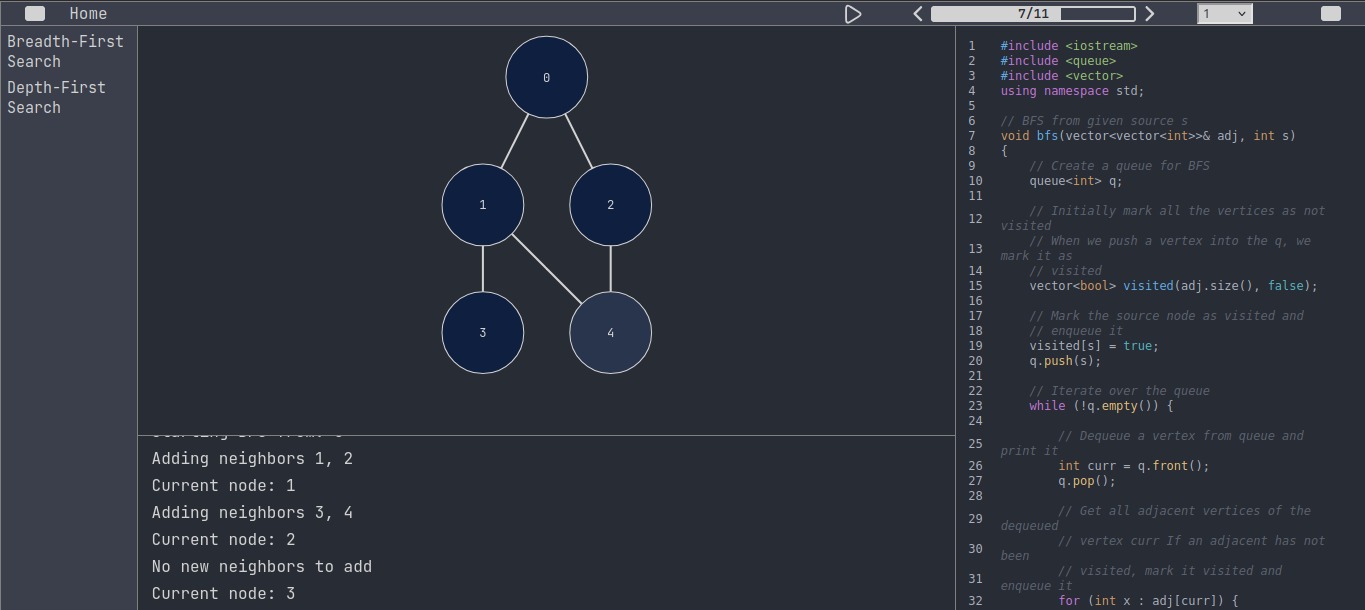 Home
7/11
1
Breadth-First
Search
Depth-First
Search
0
1
2
3
4
Adding neighbors 1, 2
Current node: 1
Adding neighbors 3, 4
Current node: 2
No new neighbors to add
Current node: 3
1 #include <iostream>
2 #include <queue>
3 #include <vector>
4 using namespace std;
5
6 // BFS from given source s
7 void bfs(vector<vector<int>>& adj, int s)
8 {
9 // Create a queue for BFS
10 queue<int> q;
11
12 // Initially mark all the vertices as not
visited
13 // When we push a vertex into the q, we
mark it as
14 // visited
15 vector<bool> visited(adj.size(), false);
16
17 // Mark the source node as visited and
18 // enqueue it
19 visited[s] = true;
20 q.push(s);
21
22 // Iterate over the queue
23 while (!q.empty()) {
24
25 // Dequeue a vertex from queue and
print it
26 int curr = q.front();
27 q.pop();
28
29 // Get all adjacent vertices of the
dequeued
30 // vertex curr If an adjacent has not
been
31 // visited, mark it visited and
enqueue it
32 for (int x : adj[curr]) {